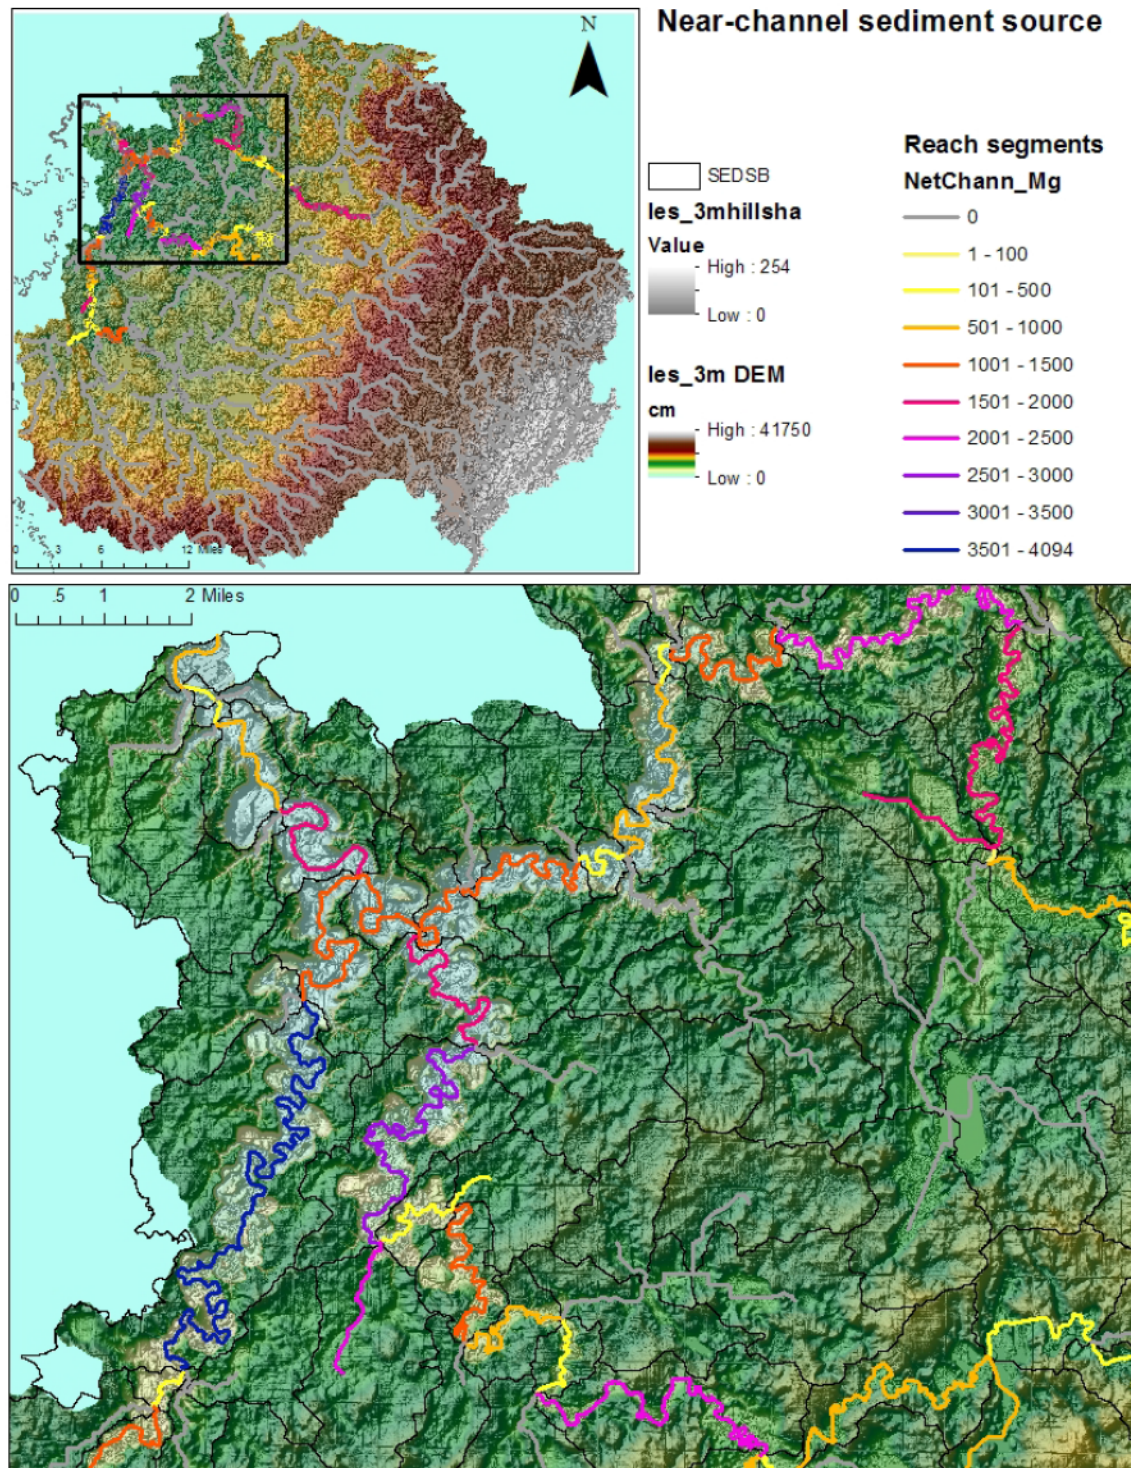 Near-channel sediment source
N
0 3 6 12 Miles
SEDSB
les_3mhillsha
Value
High : 254
Low : 0
les_3m DEM
cm
High : 41750
Low : 0
Reach segments
NetChann_Mg
0
1 - 100
101 - 500
501 - 1000
1001 - 1500
1501 - 2000
2001 - 2500
2501 - 3000
3001 - 3500
3501 - 4094
0 .5 1 2 Miles